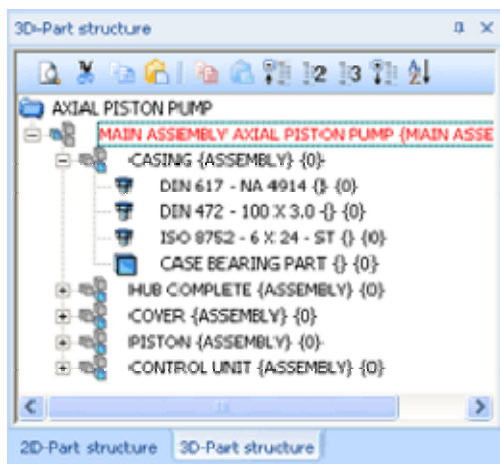 3D-Part structure
2 3
AXIAL PISTON PUMP
MAIN ASSEMBLY AXIAL PISTON PUMP {MAIN ASSE
CASING {ASSEMBLY} {0}
DIN 617 - NA 4914 {} {0}
DIN 472 - 100 X 3.0 {} {0}
ISO 8752 - 6 X 24 - ST {} {0}
CASE BEARING PART {} {0}
HUB COMPLETE {ASSEMBLY} {0}
COVER {ASSEMBLY} {0}
PISTON {ASSEMBLY} {0}
CONTROL UNIT {ASSEMBLY} {0}
2D-Part structure 3D-Part structure